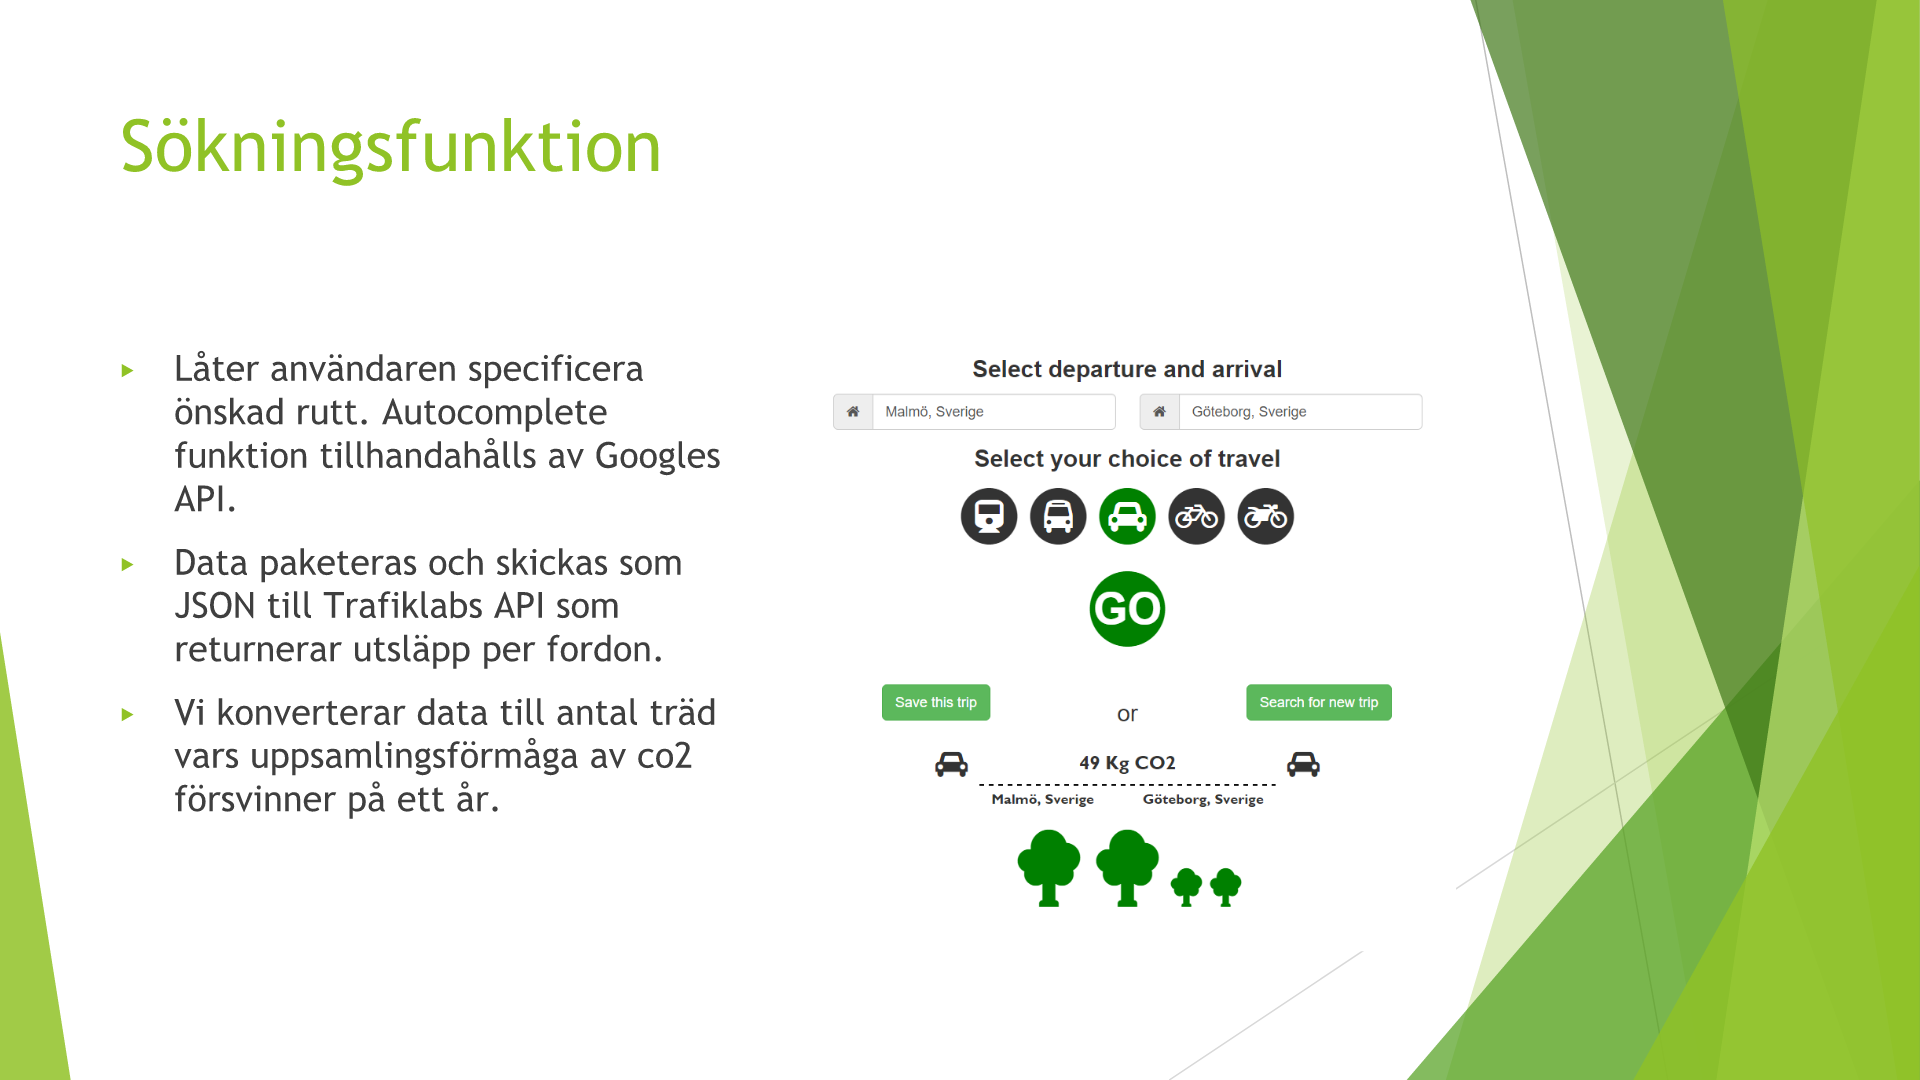 Sökningsfunktion
Låter användaren specificera
önskad rutt. Autocomplete
funktion tillhandahålls av Googles
API.
Data paketeras och skickas som
JSON till Trafiklabs API som
returnerar utsläpp per fordon.
Vi konverterar data till antal träd
vars uppsamlingsförmåga av co2
försvinner på ett år.
Select departure and arrival
Malmö, Sverige
Göteborg, Sverige
Select your choice of travel
GO
Save this trip
or
Search for new trip
49 Kg CO2
Malmö, Sverige
Göteborg, Sverige